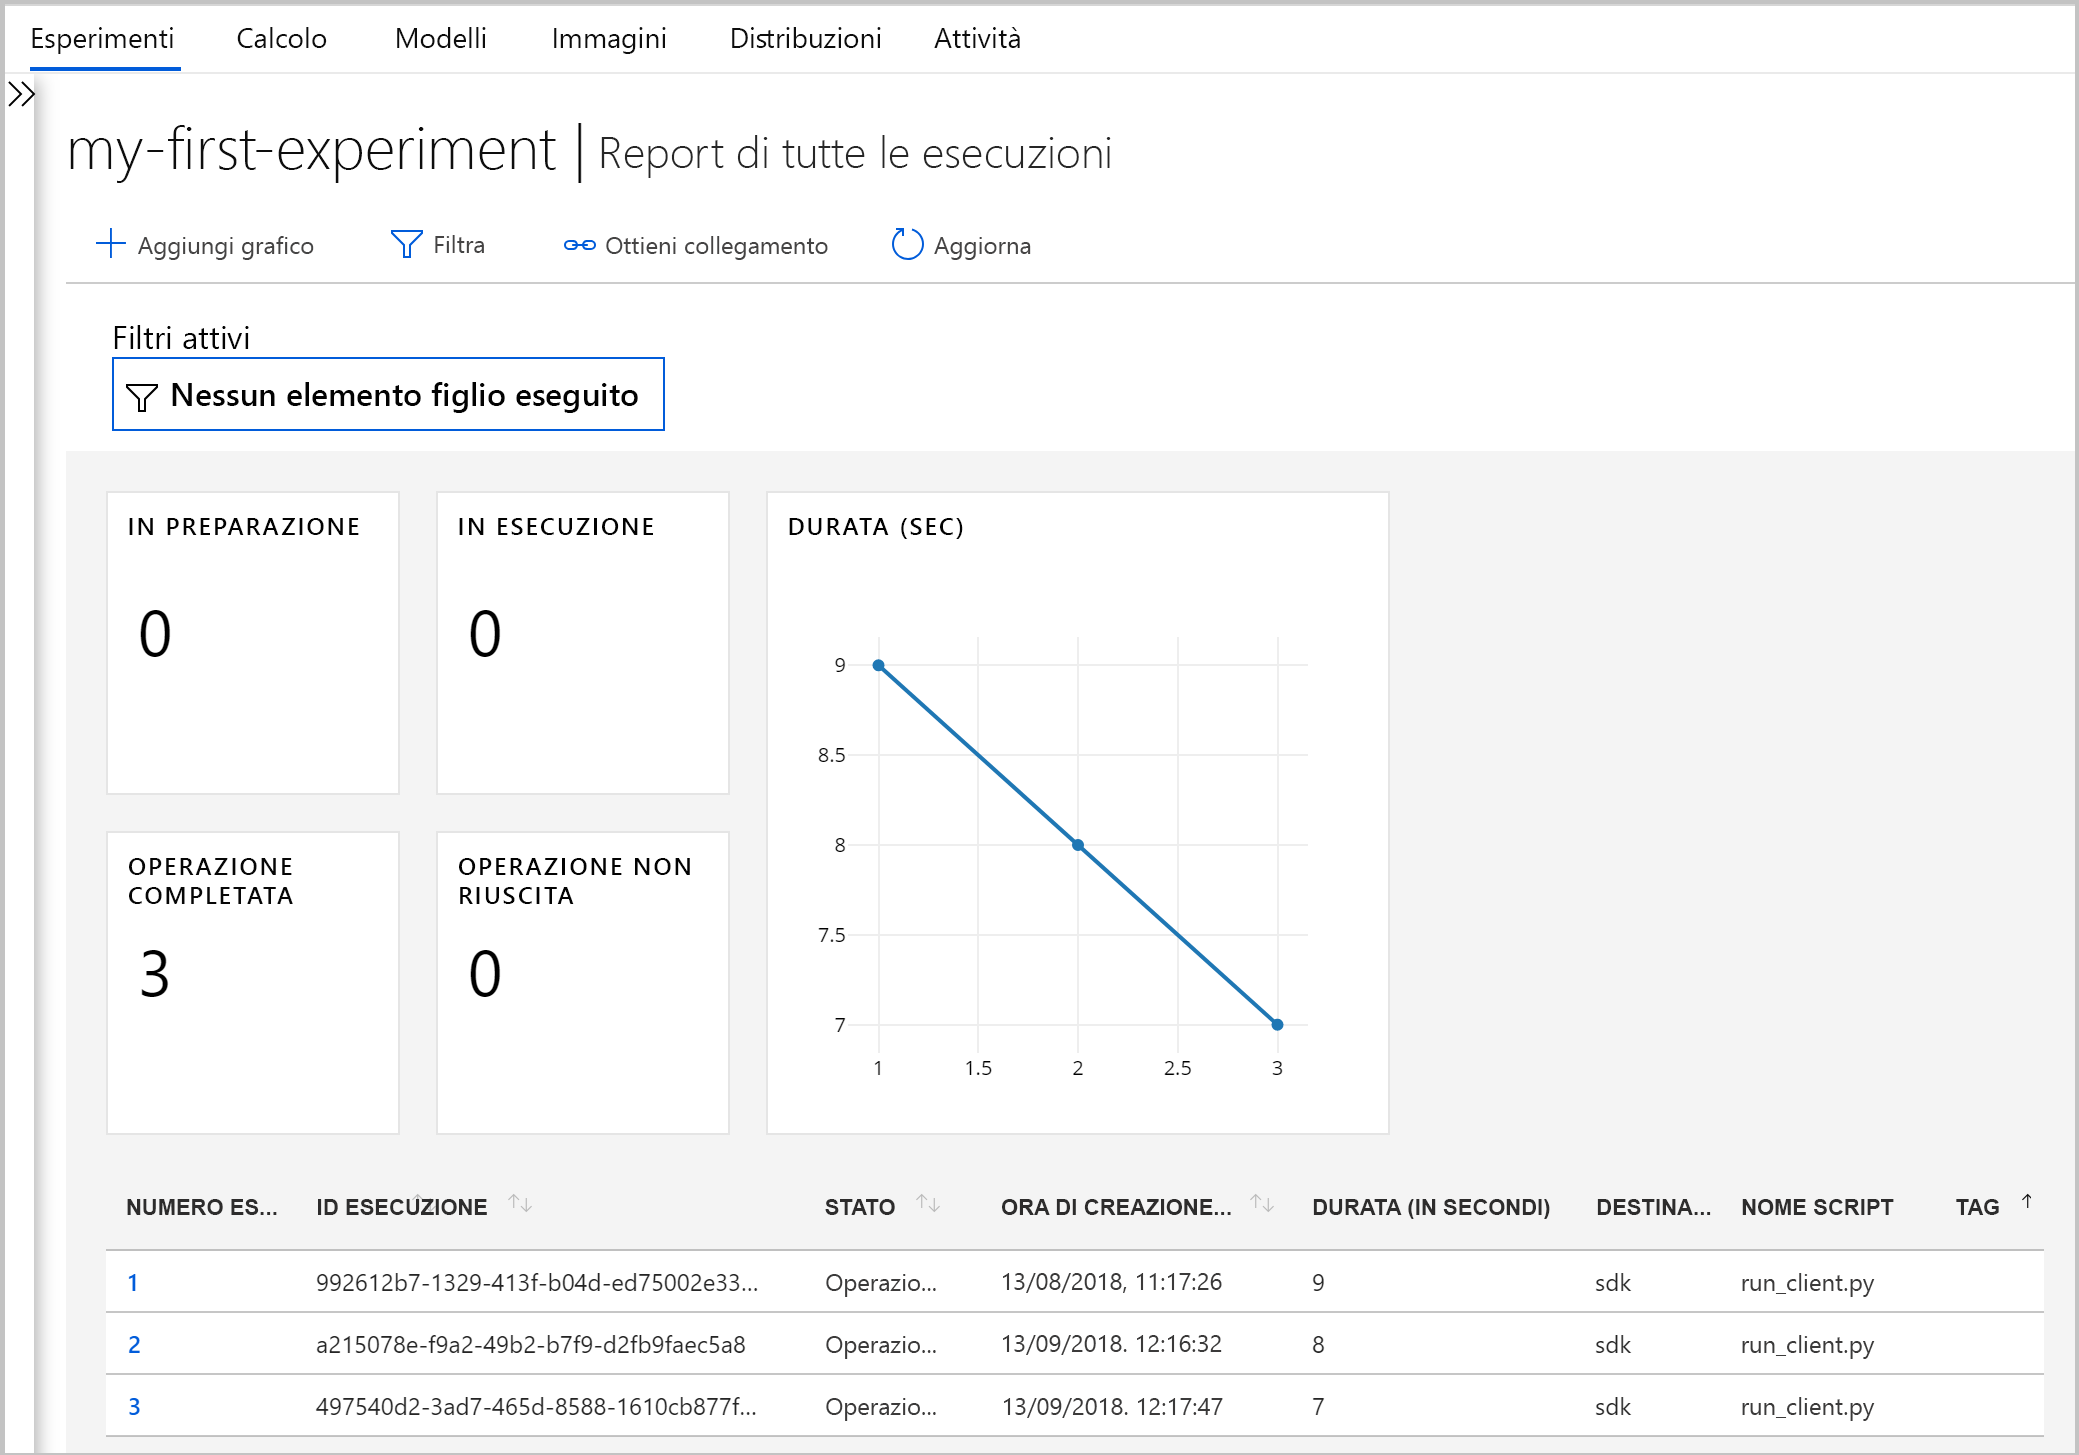 Esperimenti Calcolo Modelli Immagini Distribuzioni Attività
my-first-experiment | Report di tutte le esecuzioni
Aggiungi grafico Filtra Ottieni collegamento Aggiorna
Filtri attivi
Nessun elemento figlio eseguito
IN PREPARAZIONE
0
IN ESECUZIONE
0
OPERAZIONE
COMPLETATA
3
OPERAZIONE NON
RIUSCITA
0
DURATA (SEC)
9
8.5
8
7.5
7
1 1.5 2 2.5 3
NUMERO ES... ID ESECUZIONE STATO ORA DI CREAZIONE... DURATA (IN SECONDI) DESTINA... NOME SCRIPT TAG
1 992612b7-1329-413f-b04d-ed75002e33... Operazio... 13/08/2018, 11:17:26 9 sdk run_client.py
2 a215078e-f9a2-49b2-b7f9-d2fb9faec5a8 Operazio... 13/09/2018. 12:16:32 8 sdk run_client.py
3 497540d2-3ad7-465d-8588-1610cb877f... Operazio... 13/09/2018. 12:17:47 7 sdk run_client.py